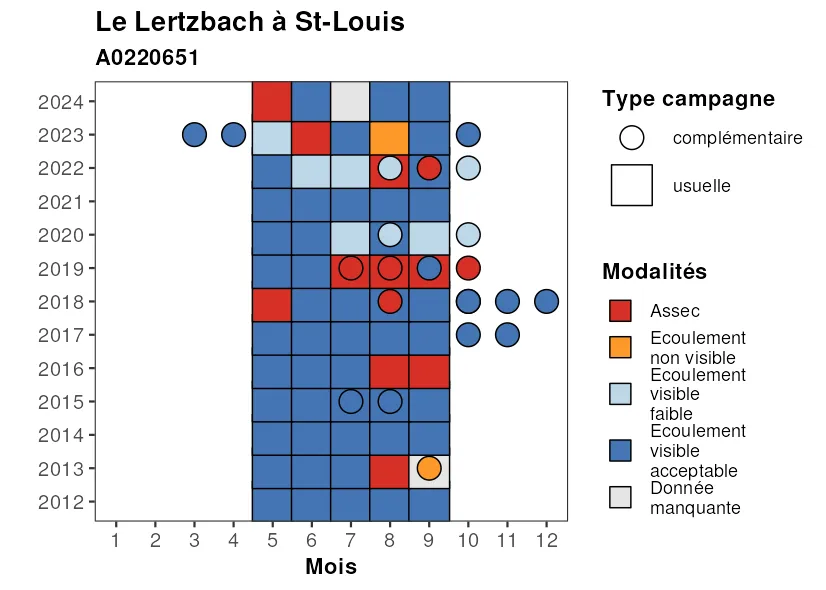 Le Lertzbach à St-Louis
A0220651
2024
2023
2022
2021
2020
2019
2018
2017
2016
2015
2014
2013
2012
1 2 3 4 5 6 7 8 9 10 11 12
Mois
Type campagne
complémentaire
usuelle
Modalités
Assec
Ecoulement
non visible
Ecoulement
visible
faible
Ecoulement
visible
acceptable
Donnée
manquante